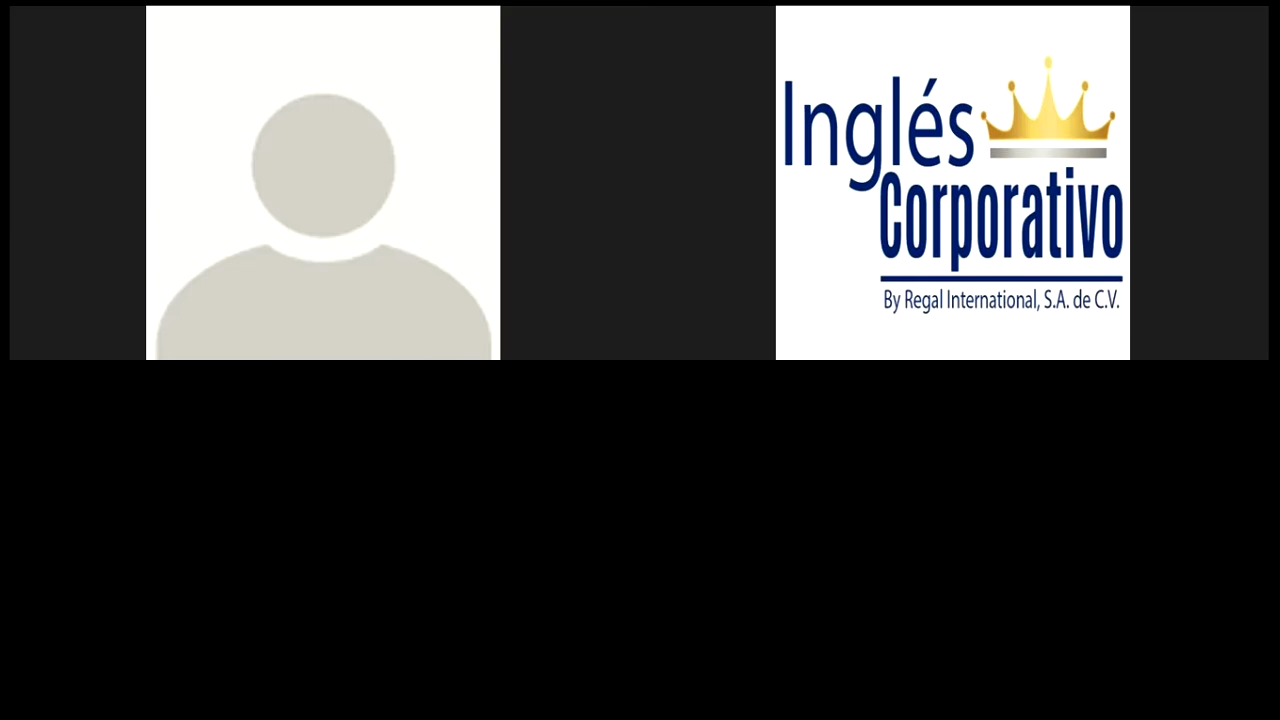 Inglés
Corporativo
By Regal International, S.A. de C.V.